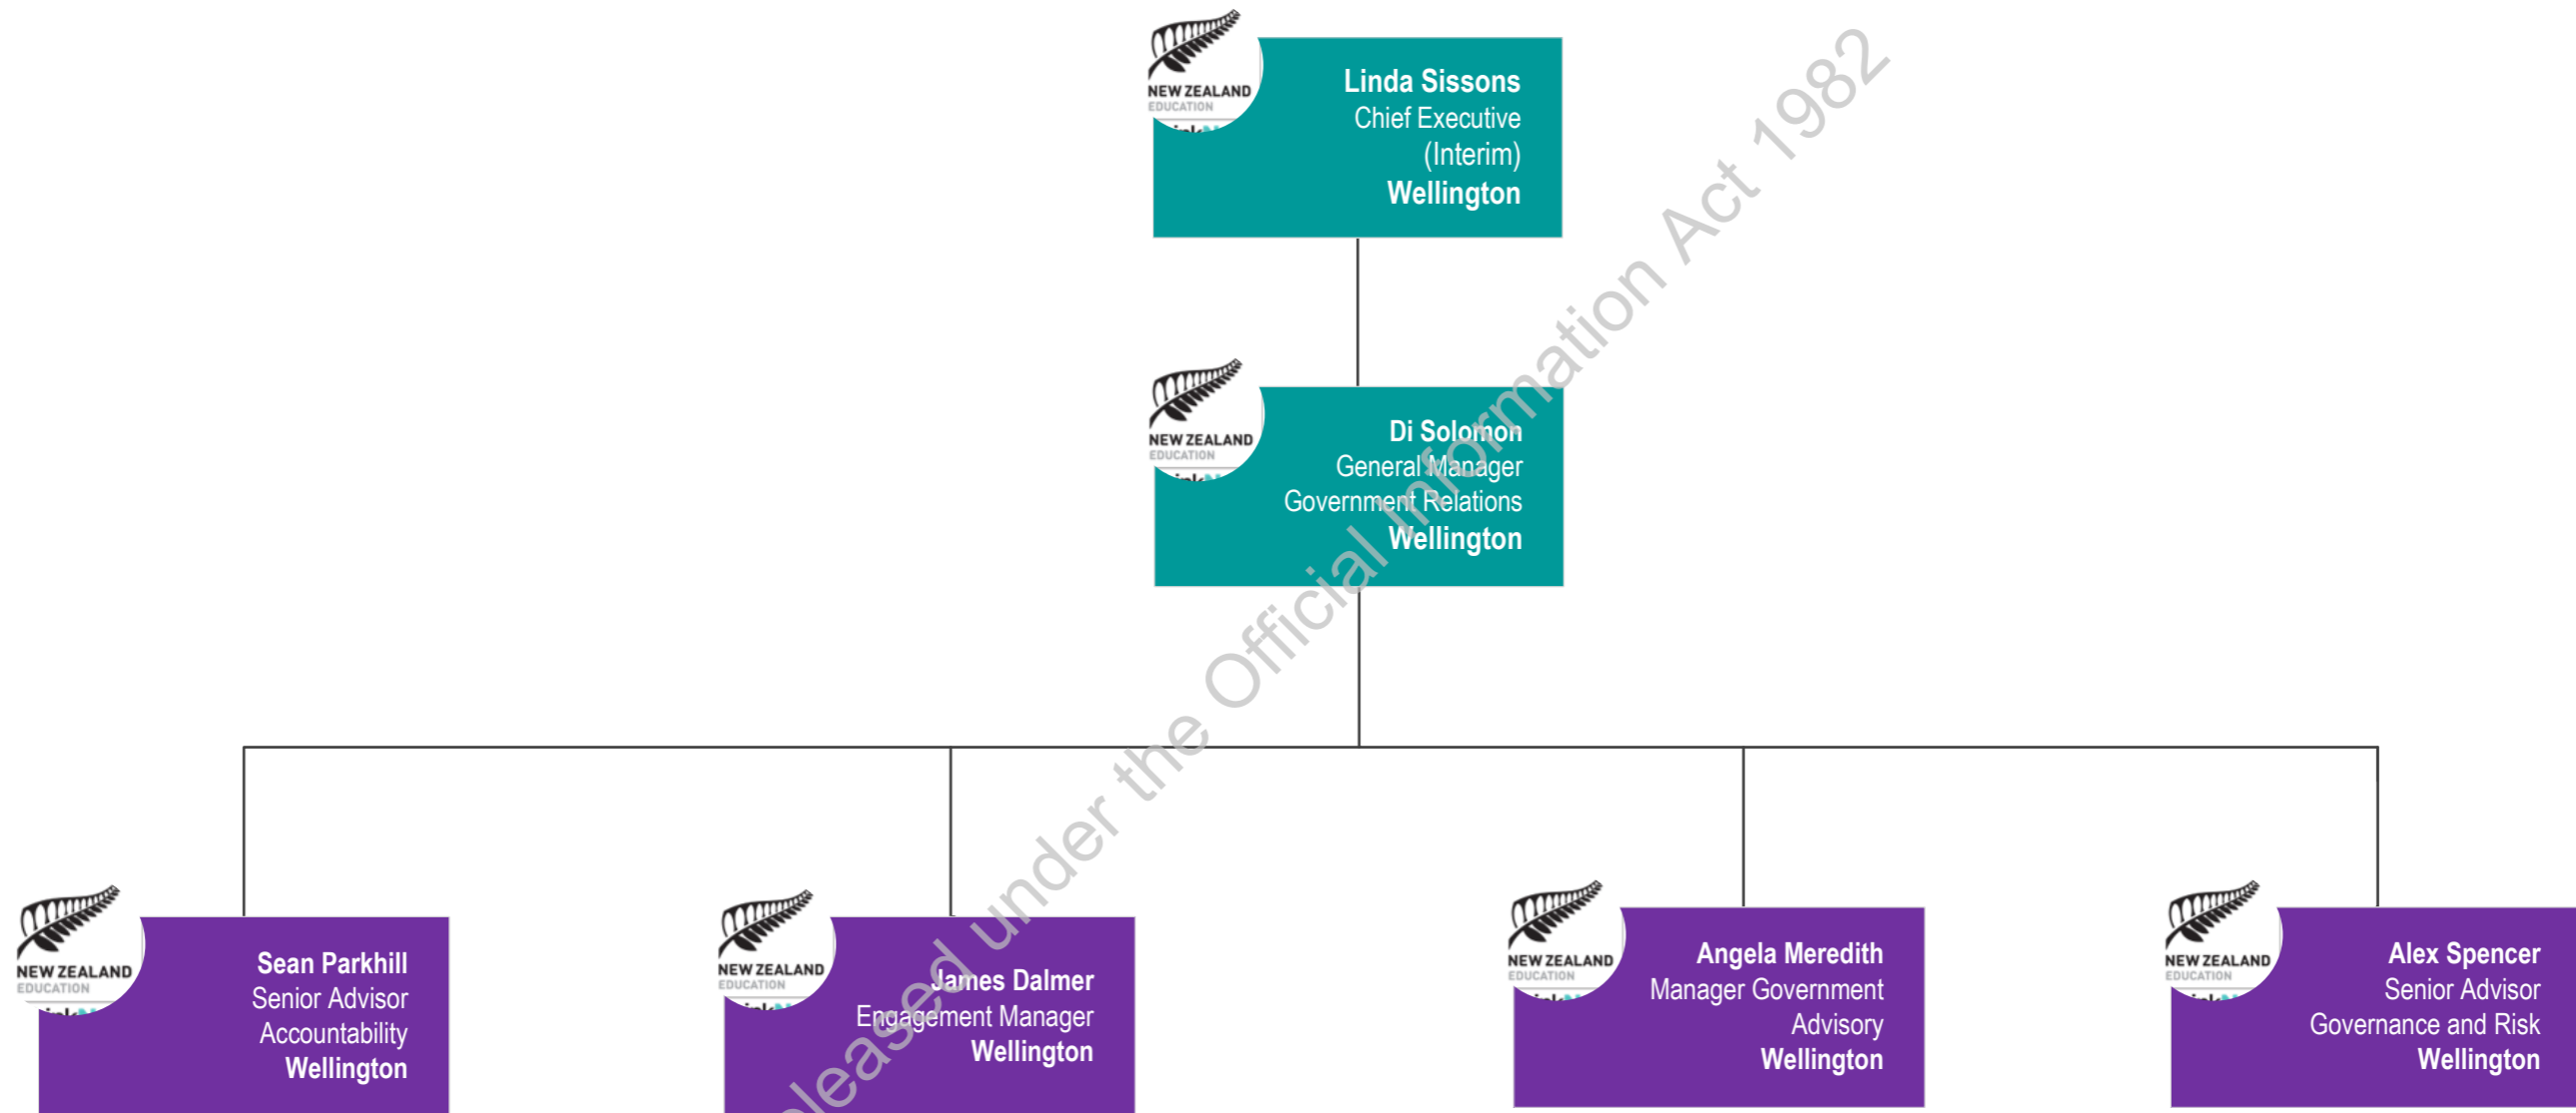 NEW ZEALAND
EDUCATION
Linda Sissons
Chief Executive
(Interim)
Wellington
NEW ZEALAND
EDUCATION
Di Solomon
General Manager
Government Relations
Wellington
NEW ZEALAND
EDUCATION
Sean Parkhill
Senior Advisor
Accountability
Wellington
NEW ZEALAND
EDUCATION
James Dalmer
Engagement Manager
Wellington
NEW ZEALAND
EDUCATION
Angela Meredith
Manager Government
Advisory
Wellington
NEW ZEALAND
EDUCATION
Alex Spencer
Senior Advisor
Governance and Risk
Wellington
eleased under the Official Information Act 1982